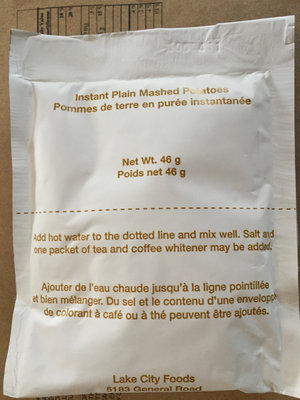 Instant Plain Mashed Potatoes
Pommes de terre en purée instantanée
Net Wt. 46 g
Poids net 46 g
Add hot water to the dotted line and mix well. Salt and
one packet of tea and coffee whitener may be added.
Ajouter de l'eau chaude jusqu'à la ligne pointillée
et bien mélanger. Du sel et le contenu d'une enveloppe
de colorant à café ou à thé peuvent être ajoutés.
Lake City Foods
5183 General Road